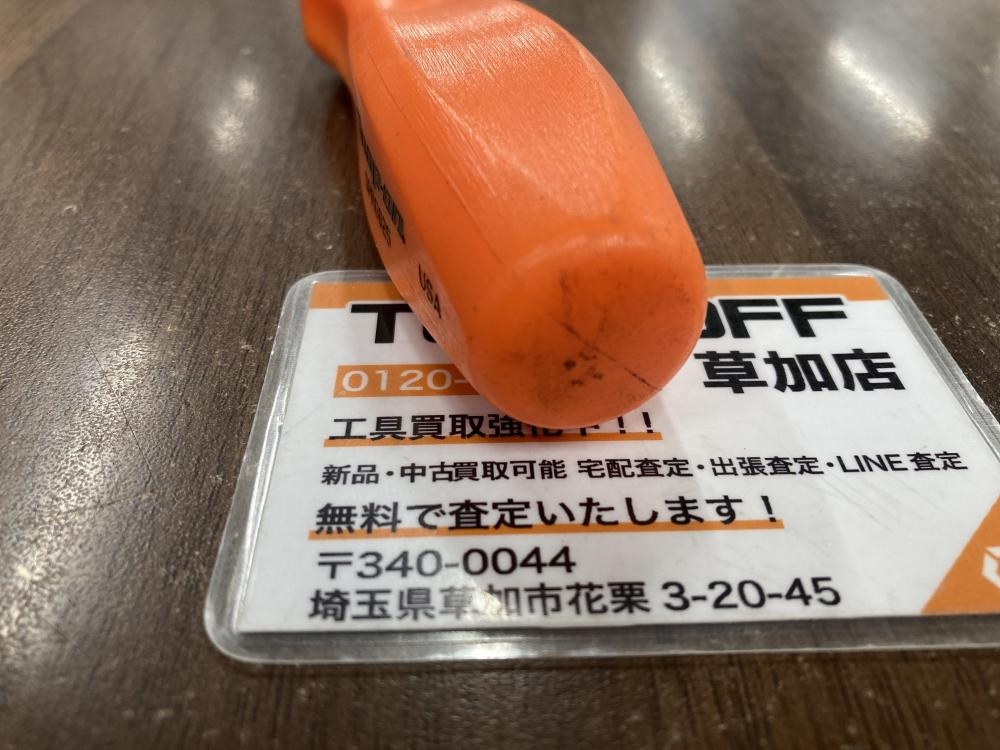 USA
OFF
草加店
0120-
工具買取強化中!!
新品・中古買取可能 宅配査定・出張査定・LINE査定
無料で査定いたします!
〒340-0044
埼玉県草加市花栗 3-20-45